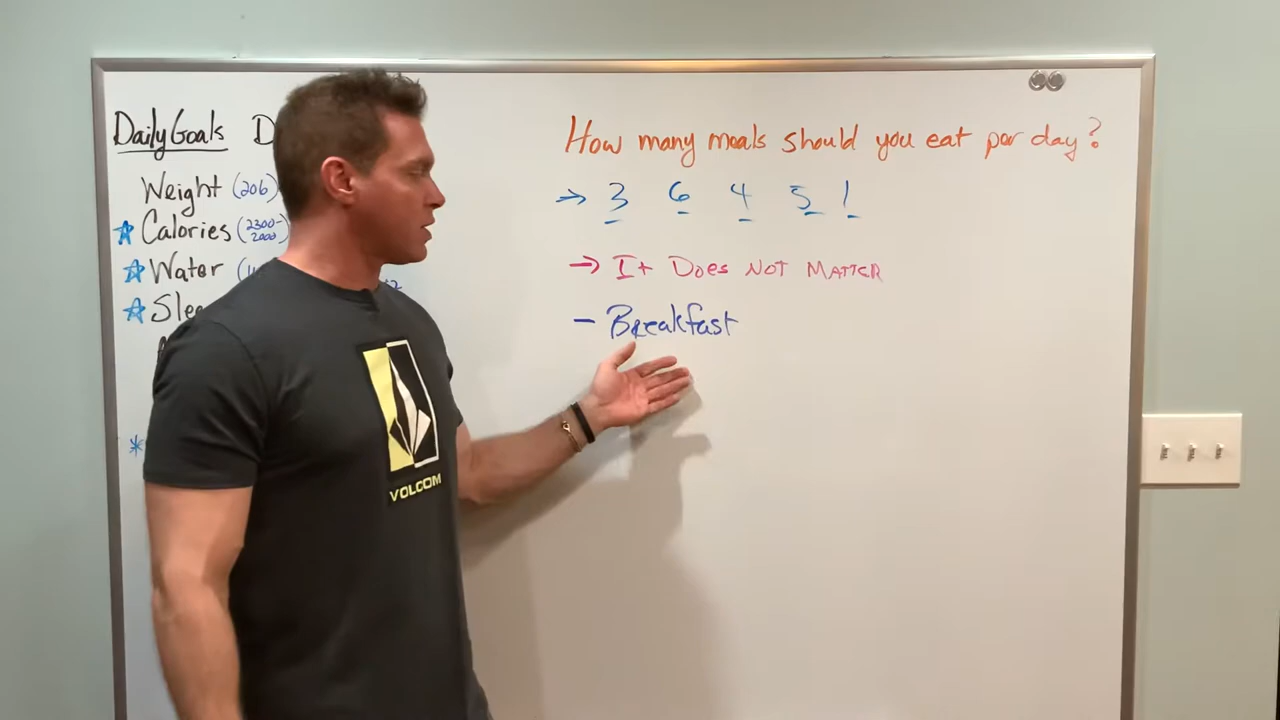 Daily Goals D
Weight (206)
Calories (2300-2000)
Water
How many meals should you eat per day?
→ 3 6 4 5 1
→ It Does Not Matter
- Breakfast
VOLCOM